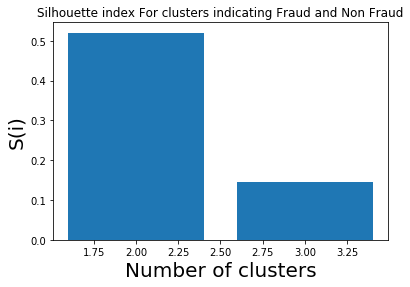 Silhouette index For clusters indicating Fraud and Non Fraud
0.5
0.4
0.3
0.2
0.1
0.0
S(i)
1.75 2.00 2.25 2.50 2.75 3.00 3.25
Number of clusters